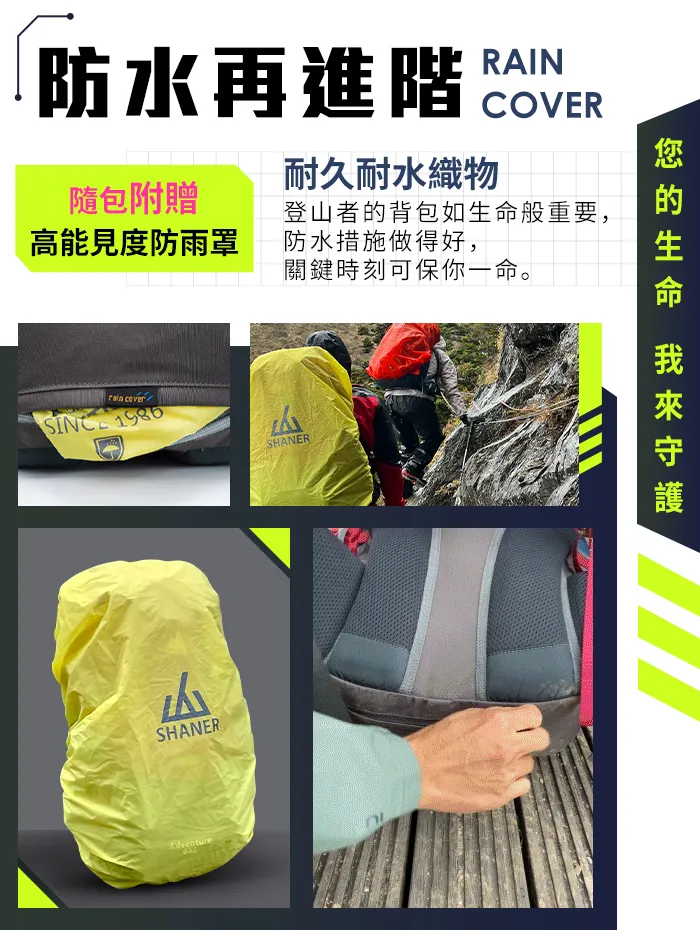 防水再進階
RAIN
COVER
隨包附贈
高能見度防雨罩
耐久耐水織物
登山者的背包如生命般重要，
防水措施做得好，
關鍵時刻可保你一命。
您的生命 我來守護
rain cover
SINCE 1986
SHANER
SHANER
Adventure